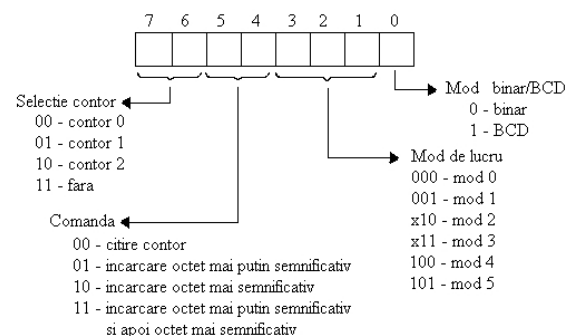 7 6 5 4 3 2 1 0
Mod binar/BCD
0 - binar
1 - BCD
Selectie contor
00 - contor 0
01 - contor 1
10 - contor 2
11 - fara
Mod de lucru
000 - mod 0
001 - mod 1
x10 - mod 2
x11 - mod 3
100 - mod 4
101 - mod 5
Comanda
00 - citire contor
01 - incarcare octet mai putin semnificativ
10 - incarcare octet mai semnificativ
11 - incarcare octet mai putin semnificativ
si apoi octet mai semnificativ